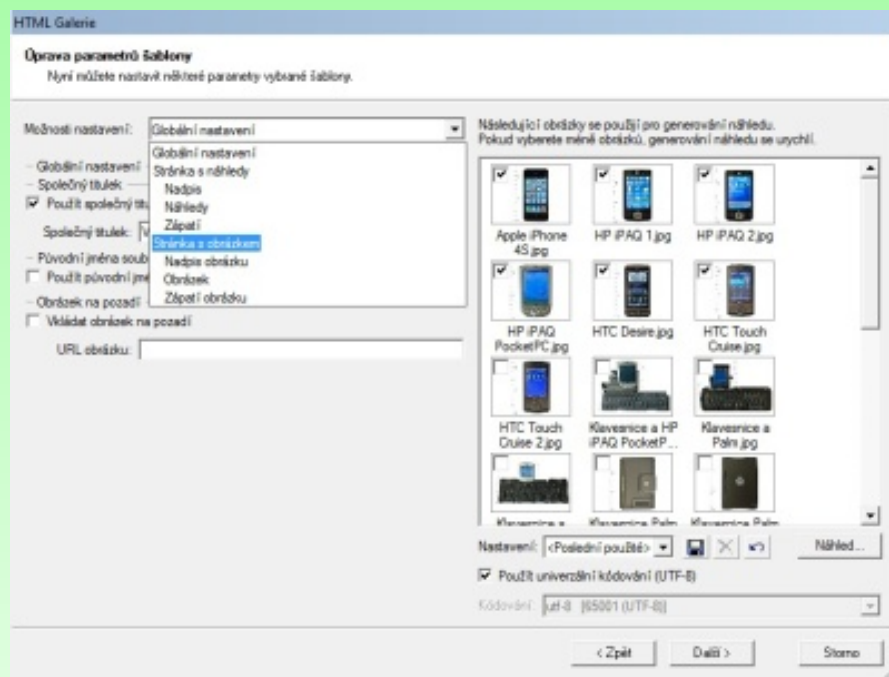 HTML Galerie
Úprava parametrů šablony
Nyní můžete nastavit některé parametry vybrané šablony.
Možnosti nastavení:
Globální nastavení
Globální nastavení
Stránka s náhledy
Nadpis
Náhledy
Zápatí
Stránka s obrázkem
Nadpis obrázku
Obrázek
Zápatí obrázku
Globální nastavení
Společný titulek
Použít společný titu
Společný titulek: V
Původní jména soub
Použít původní jmé
Obrázek na pozadí
Vkládat obrázek na pozadí
URL obrázku:
Následující obrázky se použijí pro generování náhledu.
Pokud vyberete méně obrázků, generování náhledu se urychlí.
Apple iPhone
4S.jpg
HP iPAQ 1.jpg
HP iPAQ 2.jpg
HP iPAQ
PocketPC.jpg
HTC Desire.jpg
HTC Touch
Cruise.jpg
HTC Touch
Cruise 2.jpg
Klavesnice a HP
iPAQ PocketP...
Klavesnice a
Palm.jpg
Klavesnice a
Klavesnice Palm
Klavesnice Palm
Nastavení: <Poslední použité>
Náhled...
Použít univerzální kódování (UTF-8)
Kódování: utf-8 [65001 (UTF-8)]
< Zpět
Další >
Storno